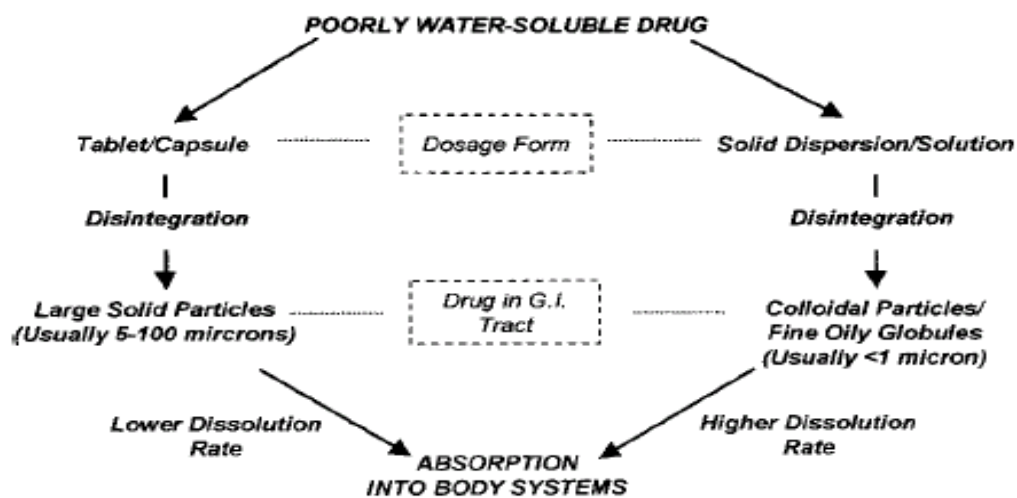 POORLY WATER-SOLUBLE DRUG
Tablet/Capsule
Dosage Form
Solid Dispersion/Solution
Disintegration
Disintegration
Large Solid Particles
(Usually 5-100 mircrons)
Drug in G.I.
Tract
Colloidal Particles/
Fine Oily Globules
(Usually <1 micron)
Lower Dissolution
Rate
Higher Dissolution
Rate
ABSORPTION
INTO BODY SYSTEMS